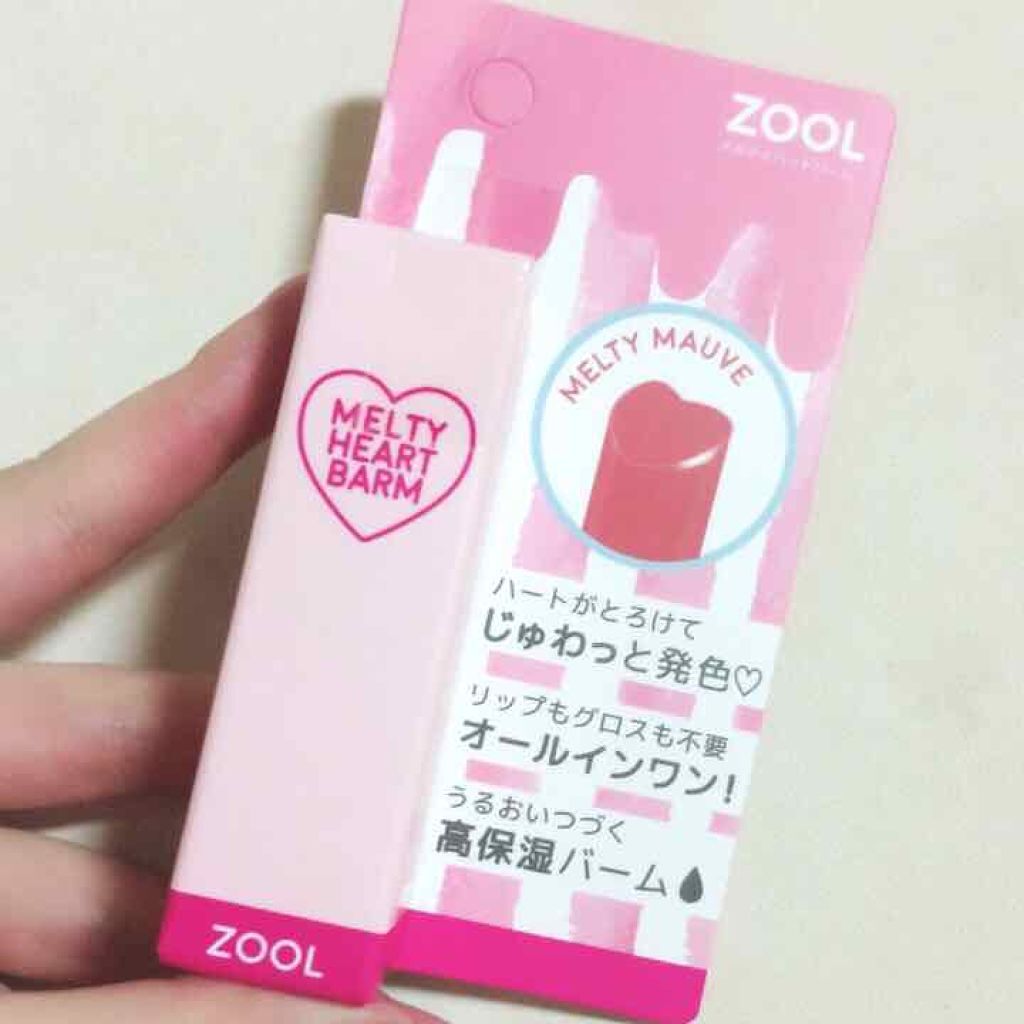 ZOOL
MELTY MAUVE
MELTY
HEART
BARM
ハートがとろけて
じゅわっと発色♡
リップもグロスも不要
オールインワン!
うるおいつづく
高保湿バーム
ZOOL